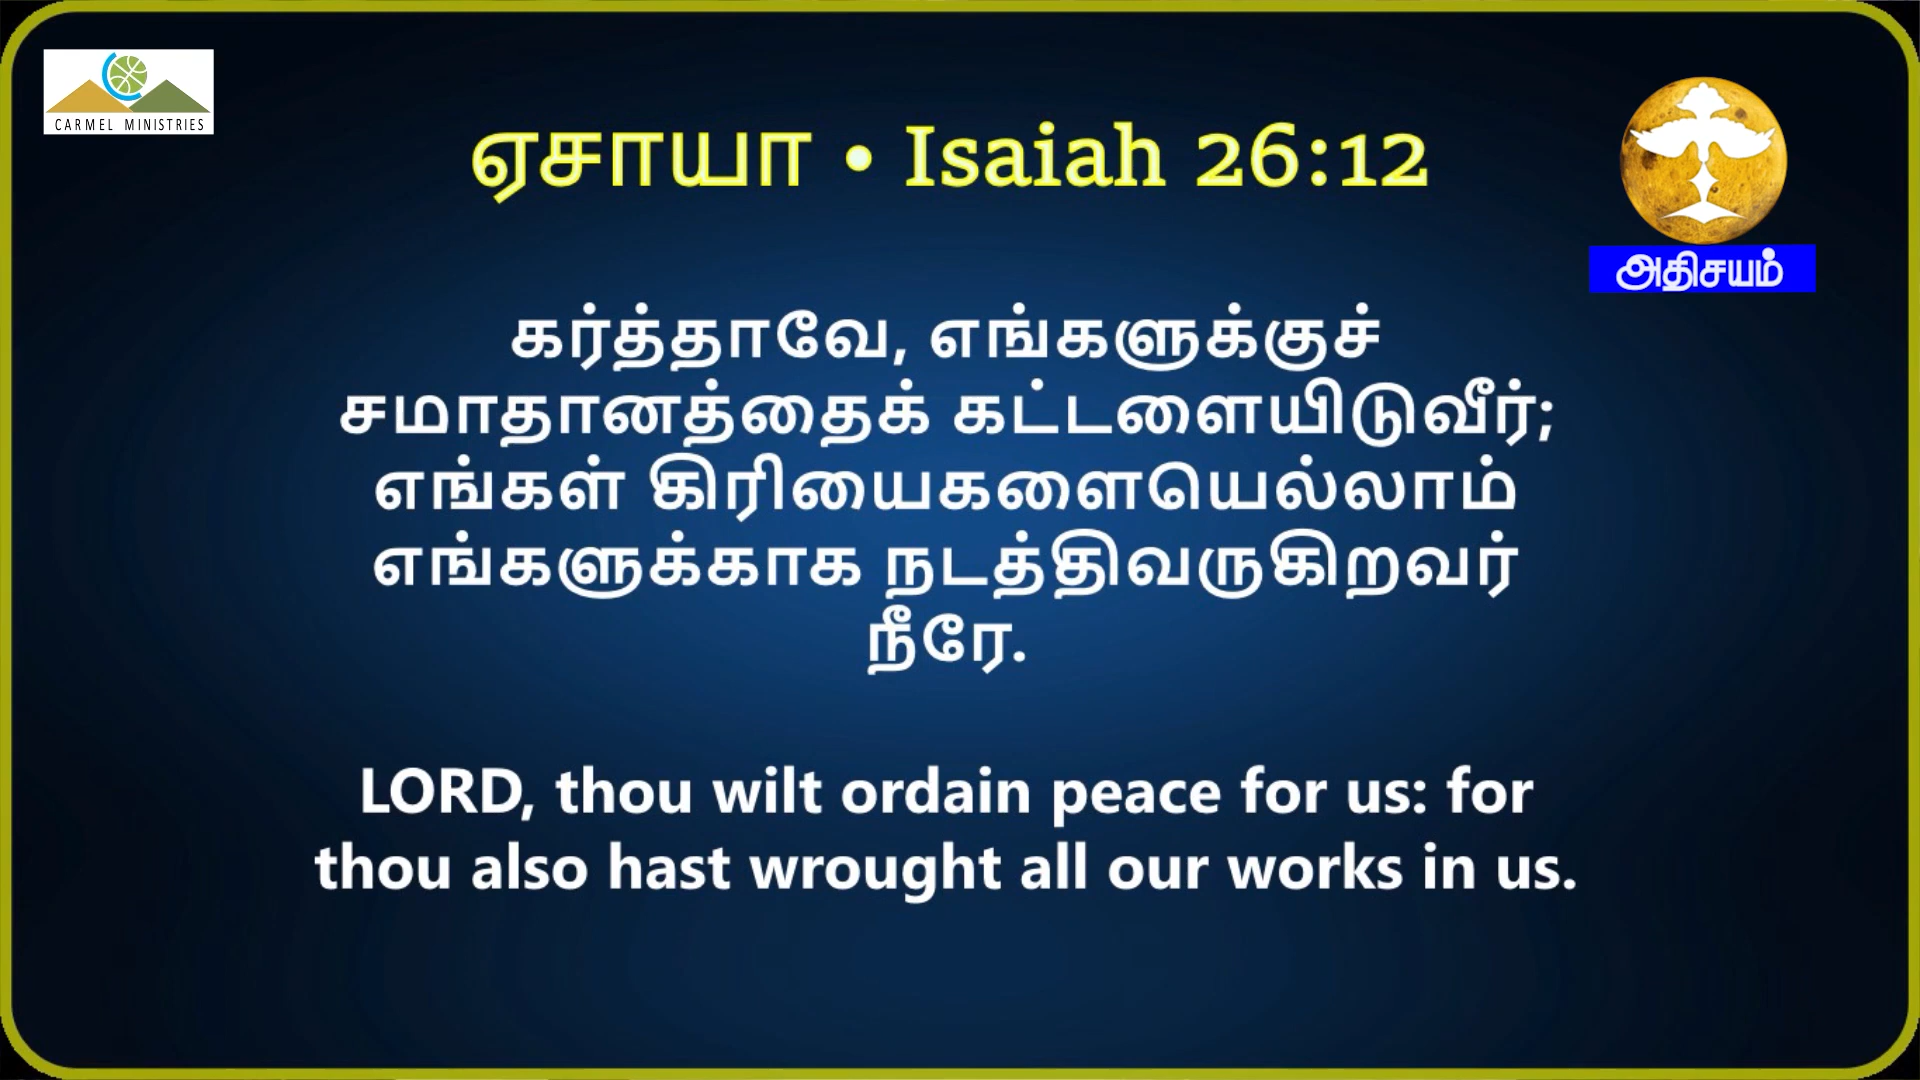 CARMEL MINISTRIES
ஏசாயா • Isaiah 26:12
அதிசயம்
கர்த்தாவே, எங்களுக்குச்
சமாதானத்தைக் கட்டளையிடுவீர்;
எங்கள் கிரியைகளையெல்லாம்
எங்களுக்காக நடத்திவருகிறவர்
நீரே.
LORD, thou wilt ordain peace for us: for
thou also hast wrought all our works in us.